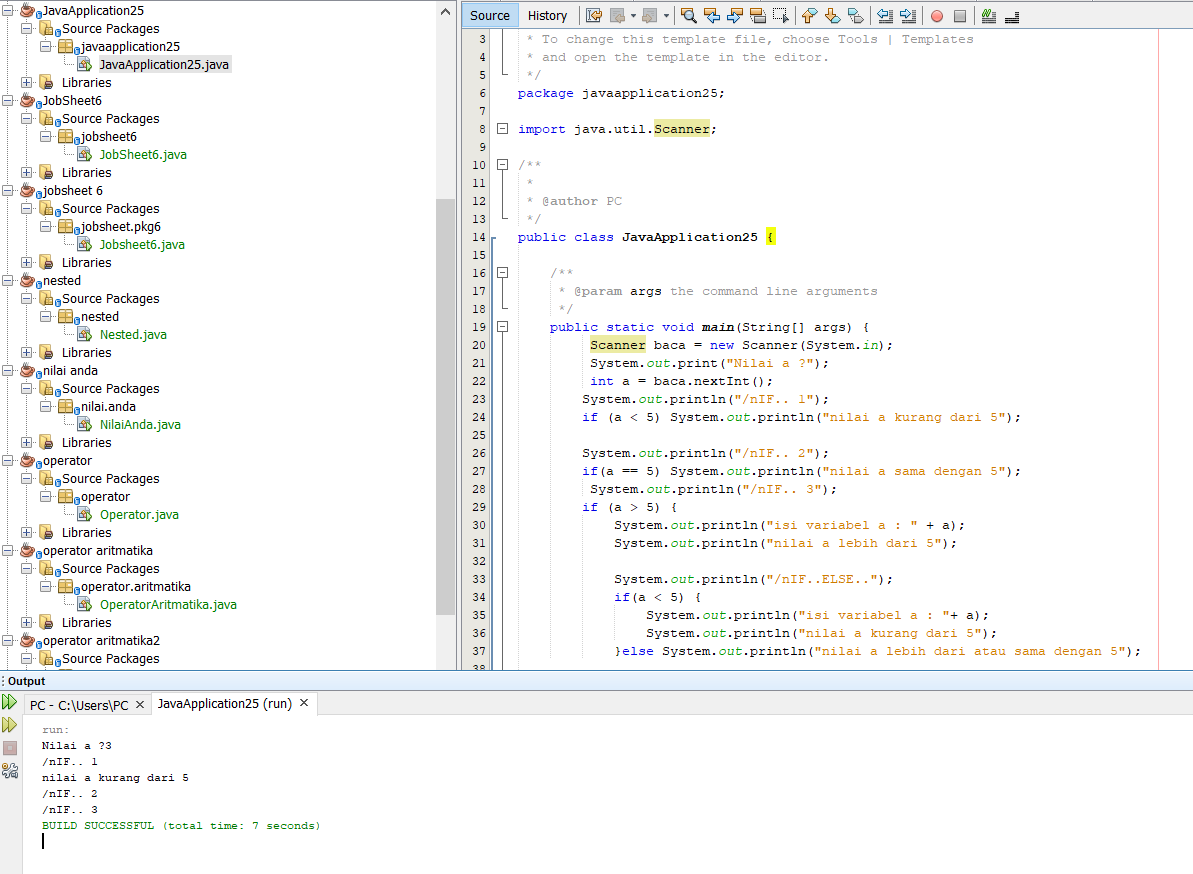 JavaApplication25
Source Packages
javaapplication25
JavaApplication25.java
Libraries
JobSheet6
Source Packages
jobsheet6
JobSheet6.java
Libraries
jobsheet 6
Source Packages
jobsheet.pkg6
Jobsheet6.java
Libraries
nested
Source Packages
nested
Nested.java
Libraries
nilai anda
Source Packages
nilai.anda
NilaiAnda.java
Libraries
operator
Source Packages
operator
Operator.java
Libraries
operator aritmatika
Source Packages
operator.aritmatika
OperatorAritmatika.java
Libraries
operator aritmatika2
Source Packages
Source History
3 * To change this template file, choose Tools | Templates
4 * and open the template in the editor.
5 */
6 package javaapplication25;
7
8 import java.util.Scanner;
9
10 /**
11 *
12 * @author PC
13 */
14 public class JavaApplication25 {
15
16 /**
17 * @param args the command line arguments
18 */
19 public static void main(String[] args) {
20 Scanner baca = new Scanner(System.in);
21 System.out.print("Nilai a ?");
22 int a = baca.nextInt();
23 System.out.println("/nIF.. 1");
24 if (a < 5) System.out.println("nilai a kurang dari 5");
25
26 System.out.println("/nIF.. 2");
27 if(a == 5) System.out.println("nilai a sama dengan 5");
28 System.out.println("/nIF.. 3");
29 if (a > 5) {
30 System.out.println("isi variabel a : " + a);
31 System.out.println("nilai a lebih dari 5");
32
33 System.out.println("/nIF..ELSE..");
34 if(a < 5) {
35 System.out.println("isi variabel a : "+ a);
36 System.out.println("nilai a kurang dari 5");
37 }else System.out.println("nilai a lebih dari atau sama dengan 5");
38
Output
PC - C:\Users\PC × JavaApplication25 (run) ×
run:
Nilai a ?3
/nIF.. 1
nilai a kurang dari 5
/nIF.. 2
/nIF.. 3
BUILD SUCCESSFUL (total time: 7 seconds)